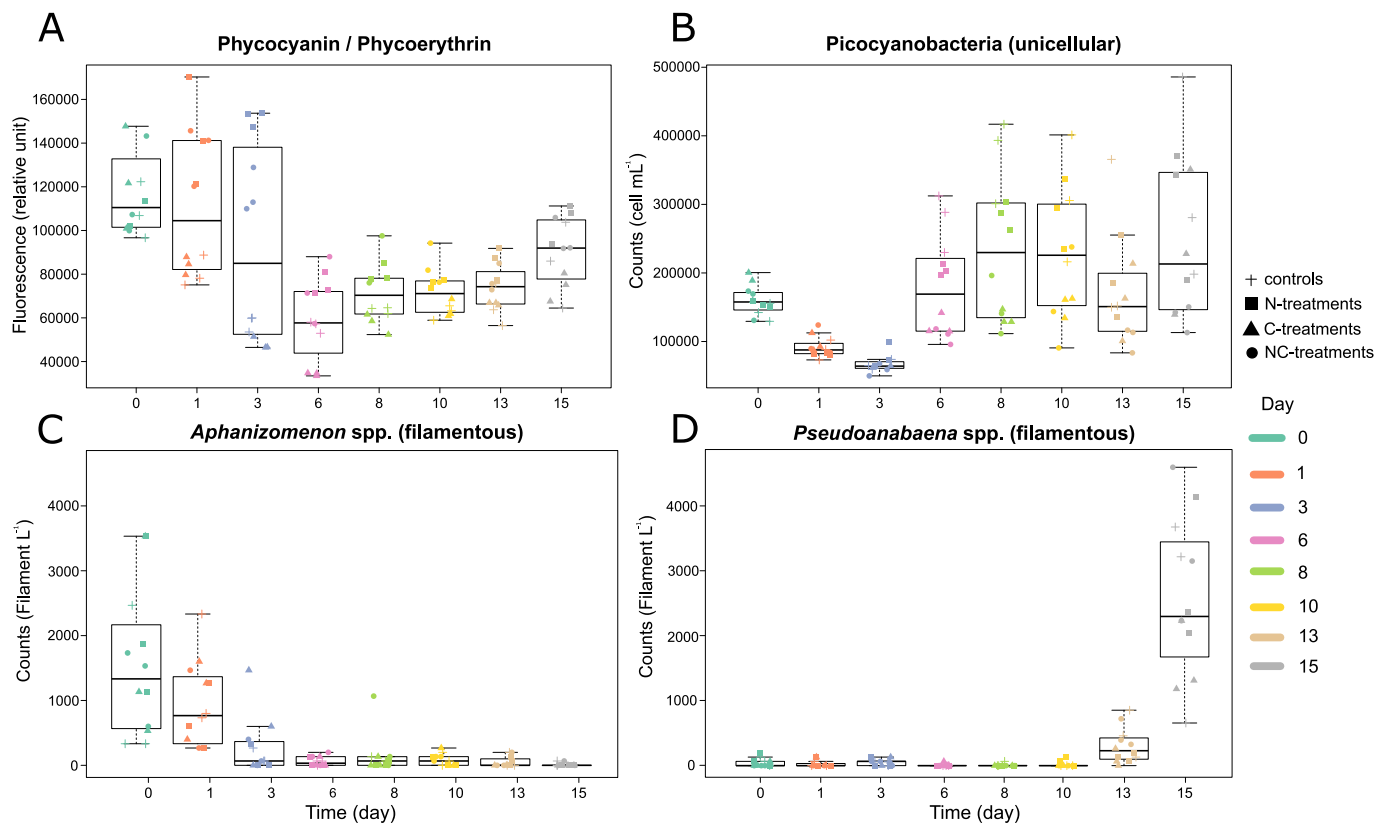 A
Phycocyanin / Phycoerythrin
Fluorescence (relative unit)
160000
140000
120000
100000
80000
60000
40000
0 1 3 6 8 10 13 15
B
Picocyanobacteria (unicellular)
Counts (cell mL⁻¹)
500000
400000
300000
200000
100000
0 1 3 6 8 10 13 15
controls
N-treatments
C-treatments
NC-treatments
C
Aphanizomenon spp. (filamentous)
Counts (Filament L⁻¹)
4000
3000
2000
1000
0
0 1 3 6 8 10 13 15
Time (day)
D
Pseudoanabaena spp. (filamentous)
Counts (Filament L⁻¹)
4000
3000
2000
1000
0
0 1 3 6 8 10 13 15
Time (day)
Day
0
1
3
6
8
10
13
15